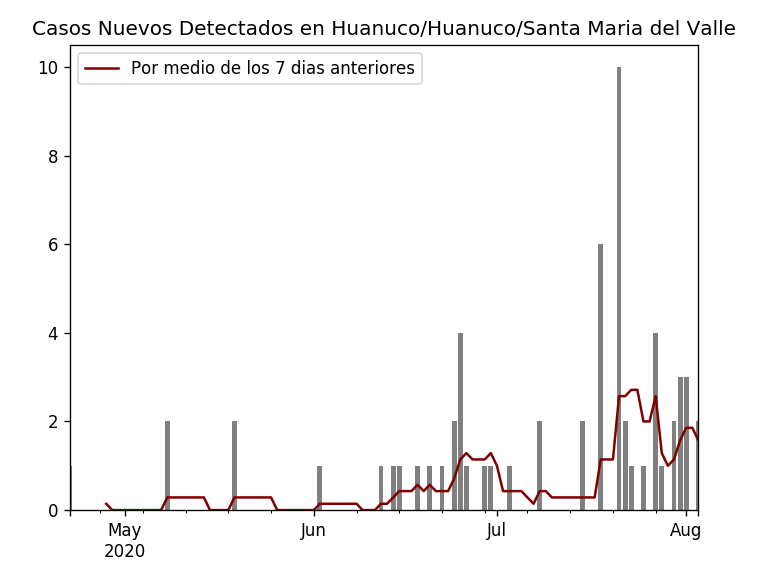 Casos Nuevos Detectados en Huanuco/Huanuco/Santa Maria del Valle
Por medio de los 7 dias anteriores
10
8
6
4
2
0
May
2020
Jun
Jul
Aug